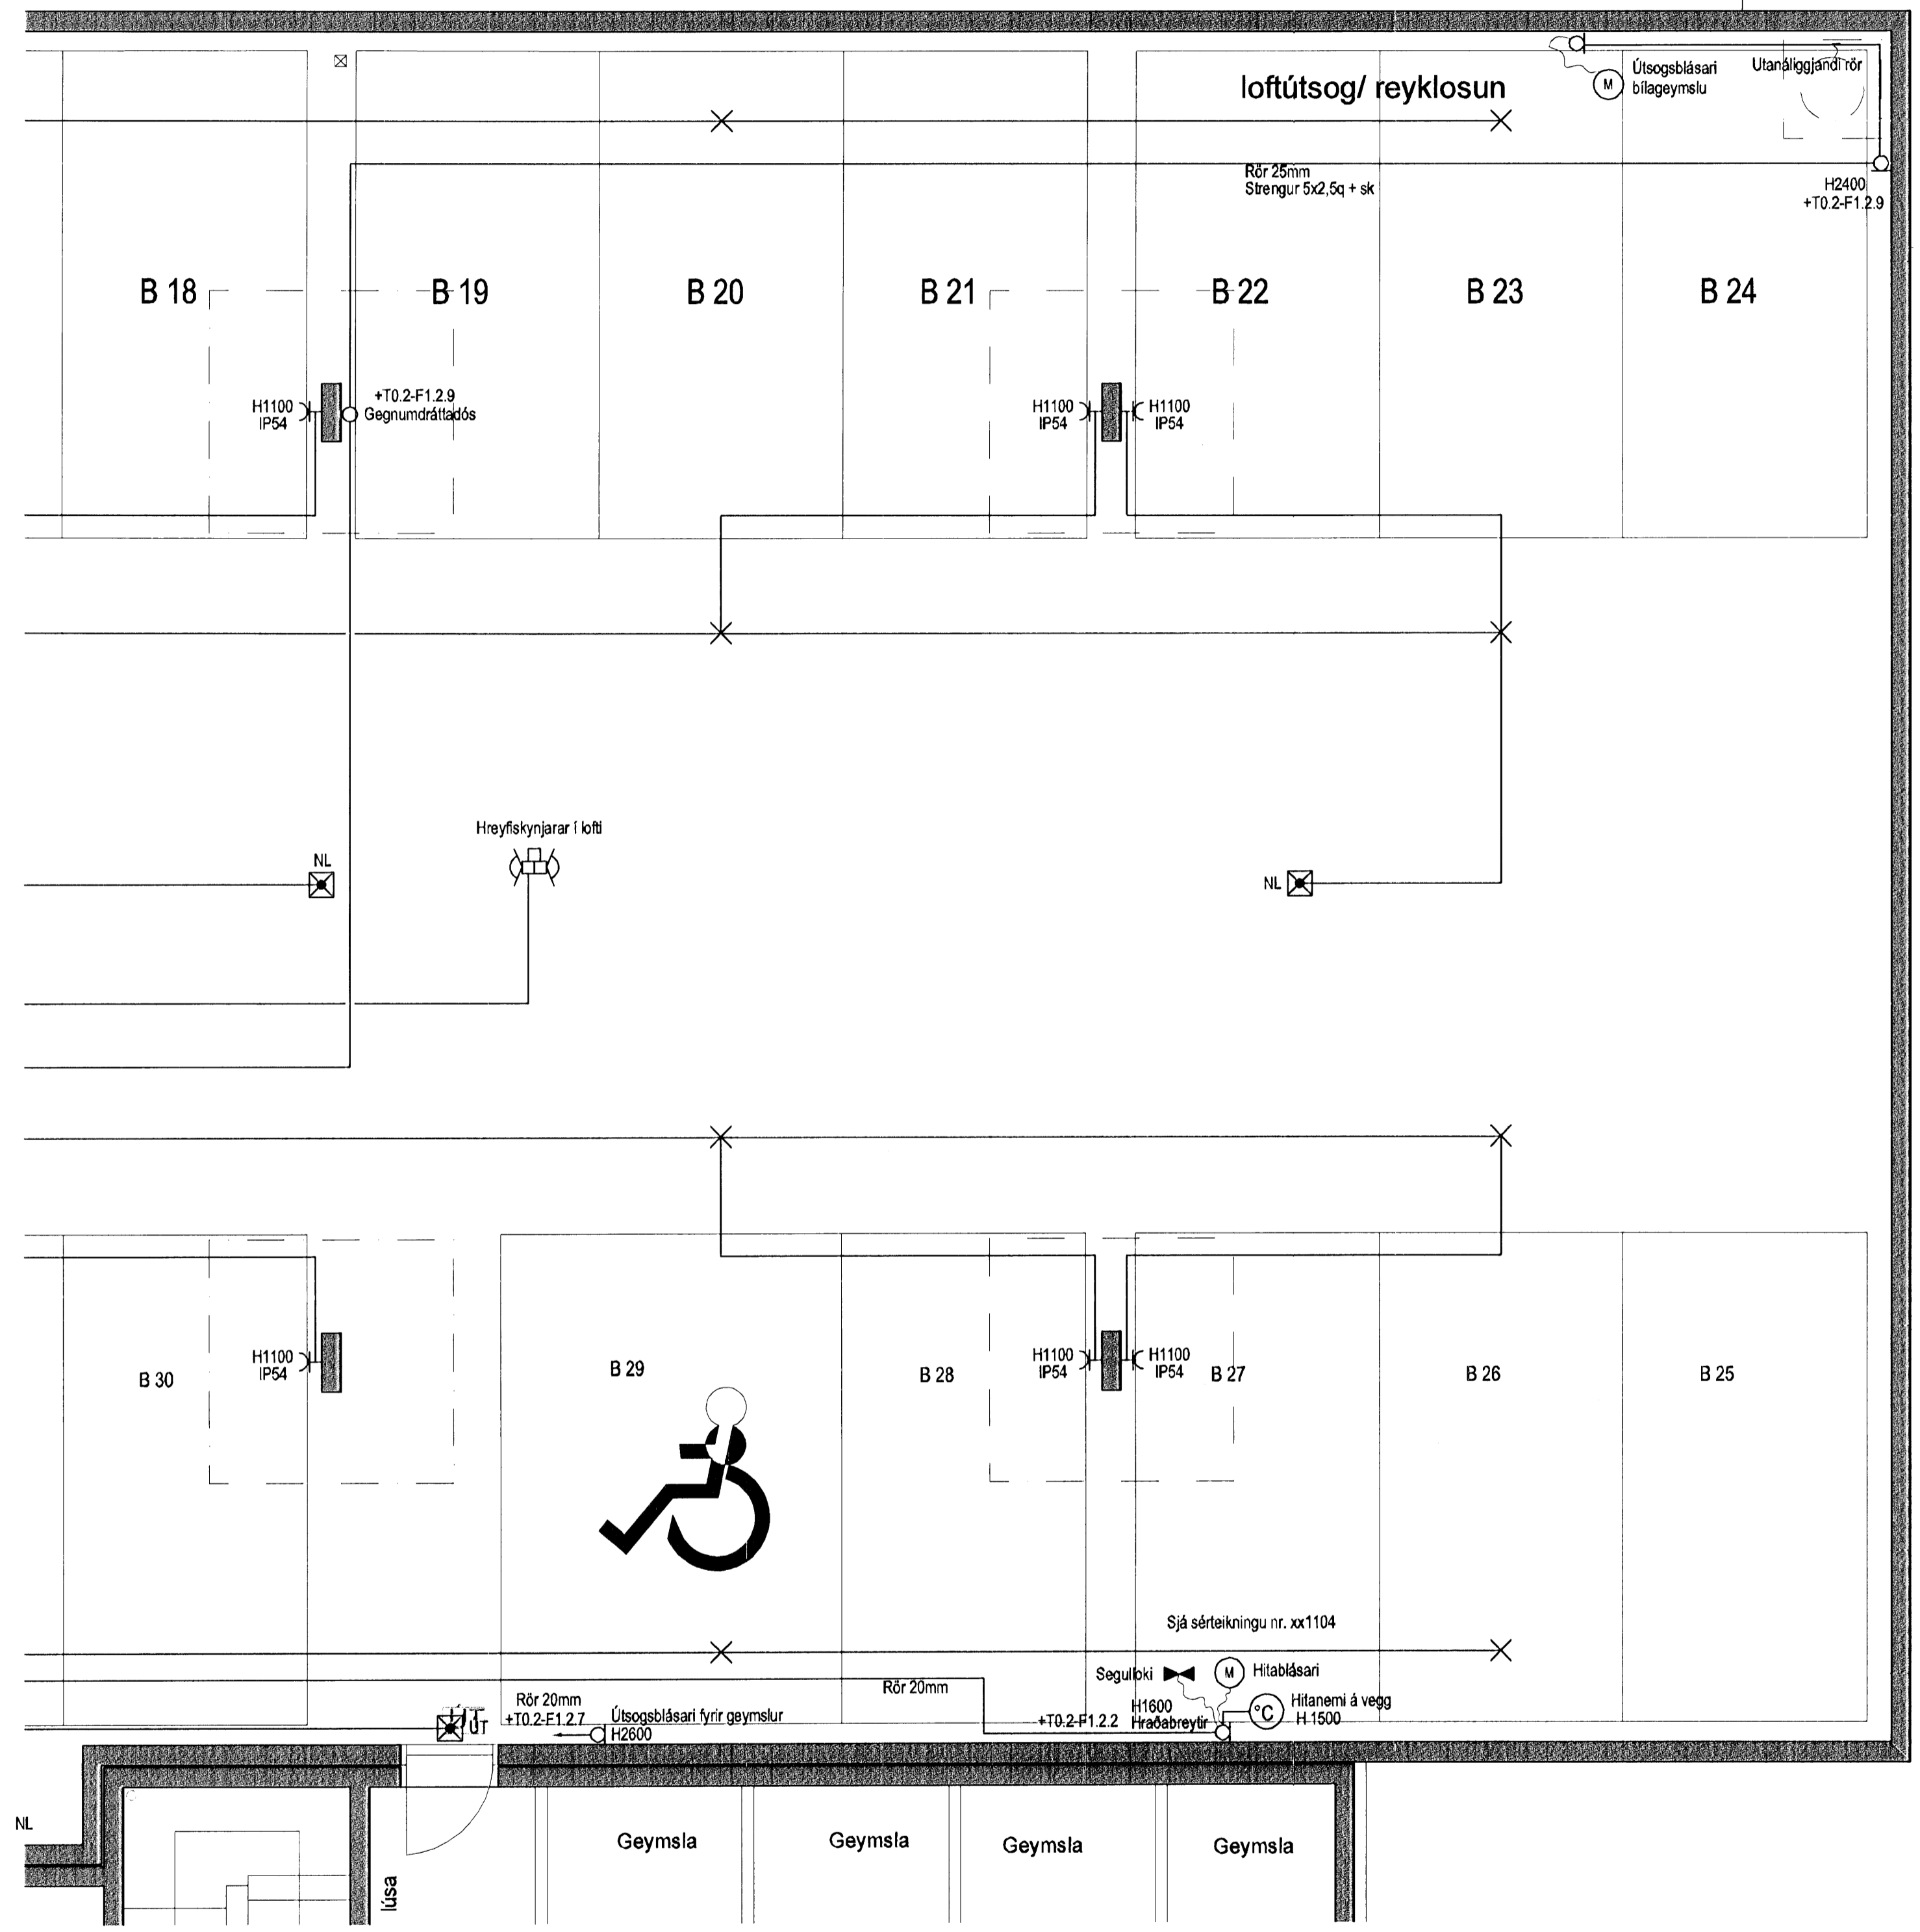 loftútsog/ reyklosun
M
Útsogsblásari
bílageymslu
Utanáliggjandi rör
Rör 25mm
Strengur 5x2,5q + sk
H2400
+T0.2-F1.2.9
B 18
B 19
B 20
B 21
B 22
B 23
B 24
H1100
IP54
+T0.2-F1.2.9
Gegnumdráttadós
H1100
IP54
H1100
IP54
Hreyfiskynjarar í lofti
NL
NL
B 30
H1100
IP54
B 29
B 28
H1100
IP54
H1100
IP54
B 27
B 26
B 25
Sjá sérteikningu nr. xx1104
Segulloki
M
Hitablásari
Rör 20mm
H1600
Hraðabreytir
+T0.2-F1.2.2
°C
Hitanemi á vegg
H 1500
ÚT
ÚT
Rör 20mm
+T0.2-F1.2.7
Útsogsblásari fyrir geymslur
H2600
NL
lúsa
Geymsla
Geymsla
Geymsla
Geymsla